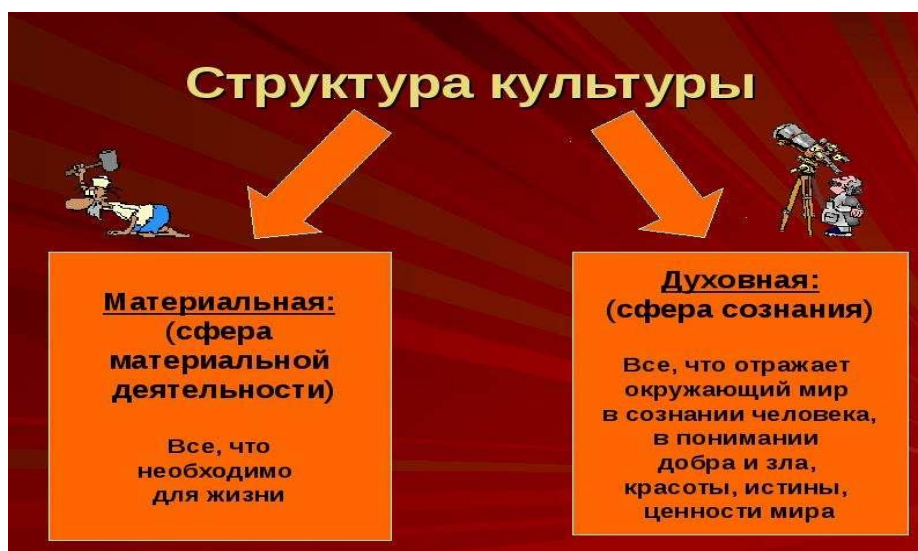 Структура культуры
Материальная:
(сфера
материальной
деятельности)
Все, что
необходимо
для жизни
Духовная:
(сфера сознания)
Все, что отражает
окружающий мир
в сознании человека,
в понимании
добра и зла,
красоты, истины,
ценности мира